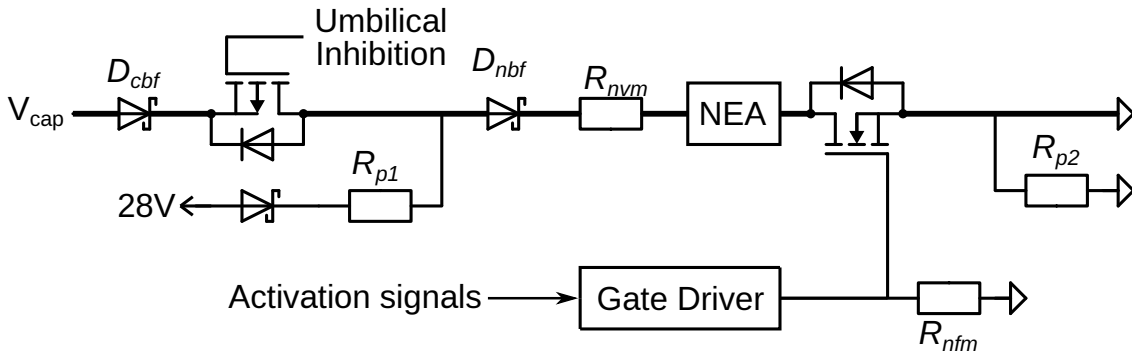 Umbilical
Inhibition
D_cbf
D_nbf
R_nvm
V_cap
NEA
R_p1
R_p2
28V
Activation signals
Gate Driver
R_nfm